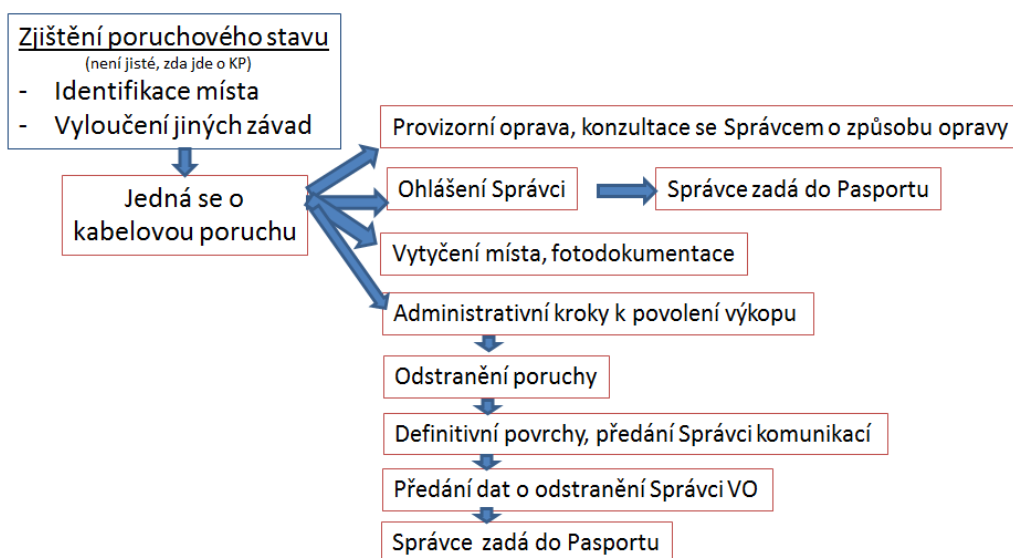 Zjištění poruchového stavu
(není jisté, zda jde o KP)
- Identifikace místa
- Vyloučení jiných závad
Jedná se o
kabelovou poruchu
Provizorní oprava, konzultace se Správcem o způsobu opravy
Ohlášení Správci
Správce zadá do Pasportu
Vytyčení místa, fotodokumentace
Administrativní kroky k povolení výkopu
Odstranění poruchy
Definitivní povrchy, předání Správci komunikací
Předání dat o odstranění Správci VO
Správce zadá do Pasportu